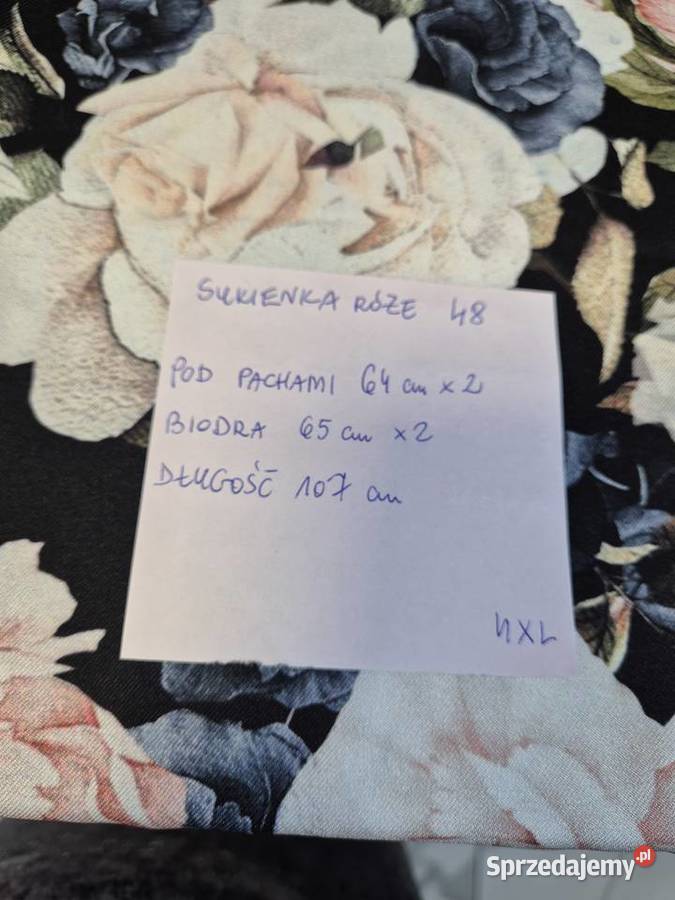 SUKIENKA RÓŻE 48
POD PACHAMI 64 cm x 2
BIODRA 65 cm x 2
DŁUGOŚĆ 107 cm
4XL
Sprzedajemy.pl